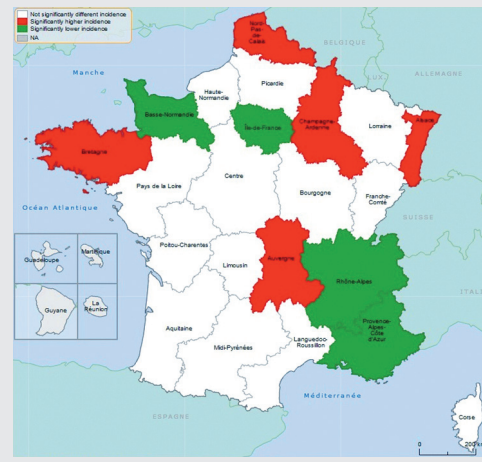 Not significantly different incidence
Significantly higher incidence
Significantly lower incidence
NA
Nord-
Pas-
de-
Calais
BELGIQUE
Manche
LUX.
ALLEMAGNE
Haute-
Normandie
Picardie
Basse-Normandie
Île-de-France
Champagne-
Ardenne
Lorraine
Alsace
Bretagne
Pays de la Loire
Centre
Bourgogne
Franche-
Comté
Océan Atlantique
SUISSE
Guadeloupe
Martinique
Poitou-Charentes
Limousin
Auvergne
Rhône-Alpes
Guyane
La
Réunion
ITALI
Aquitaine
Midi-Pyrénées
Languedoc-
Roussillon
Provence-
Alpes-
Côte
d'Azur
Méditerranée
ESPAGNE
Corse
0 200 km